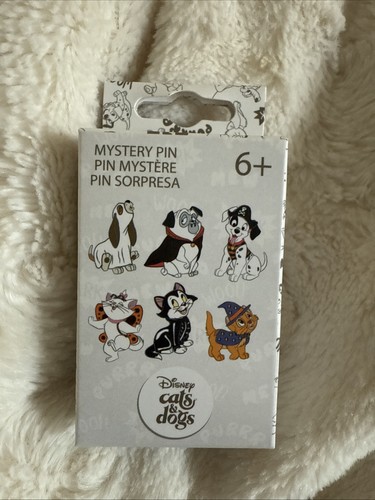 MYSTERY PIN
PIN MYSTÈRE
PIN SORPRESA
6+
Disney
cats
& dogs